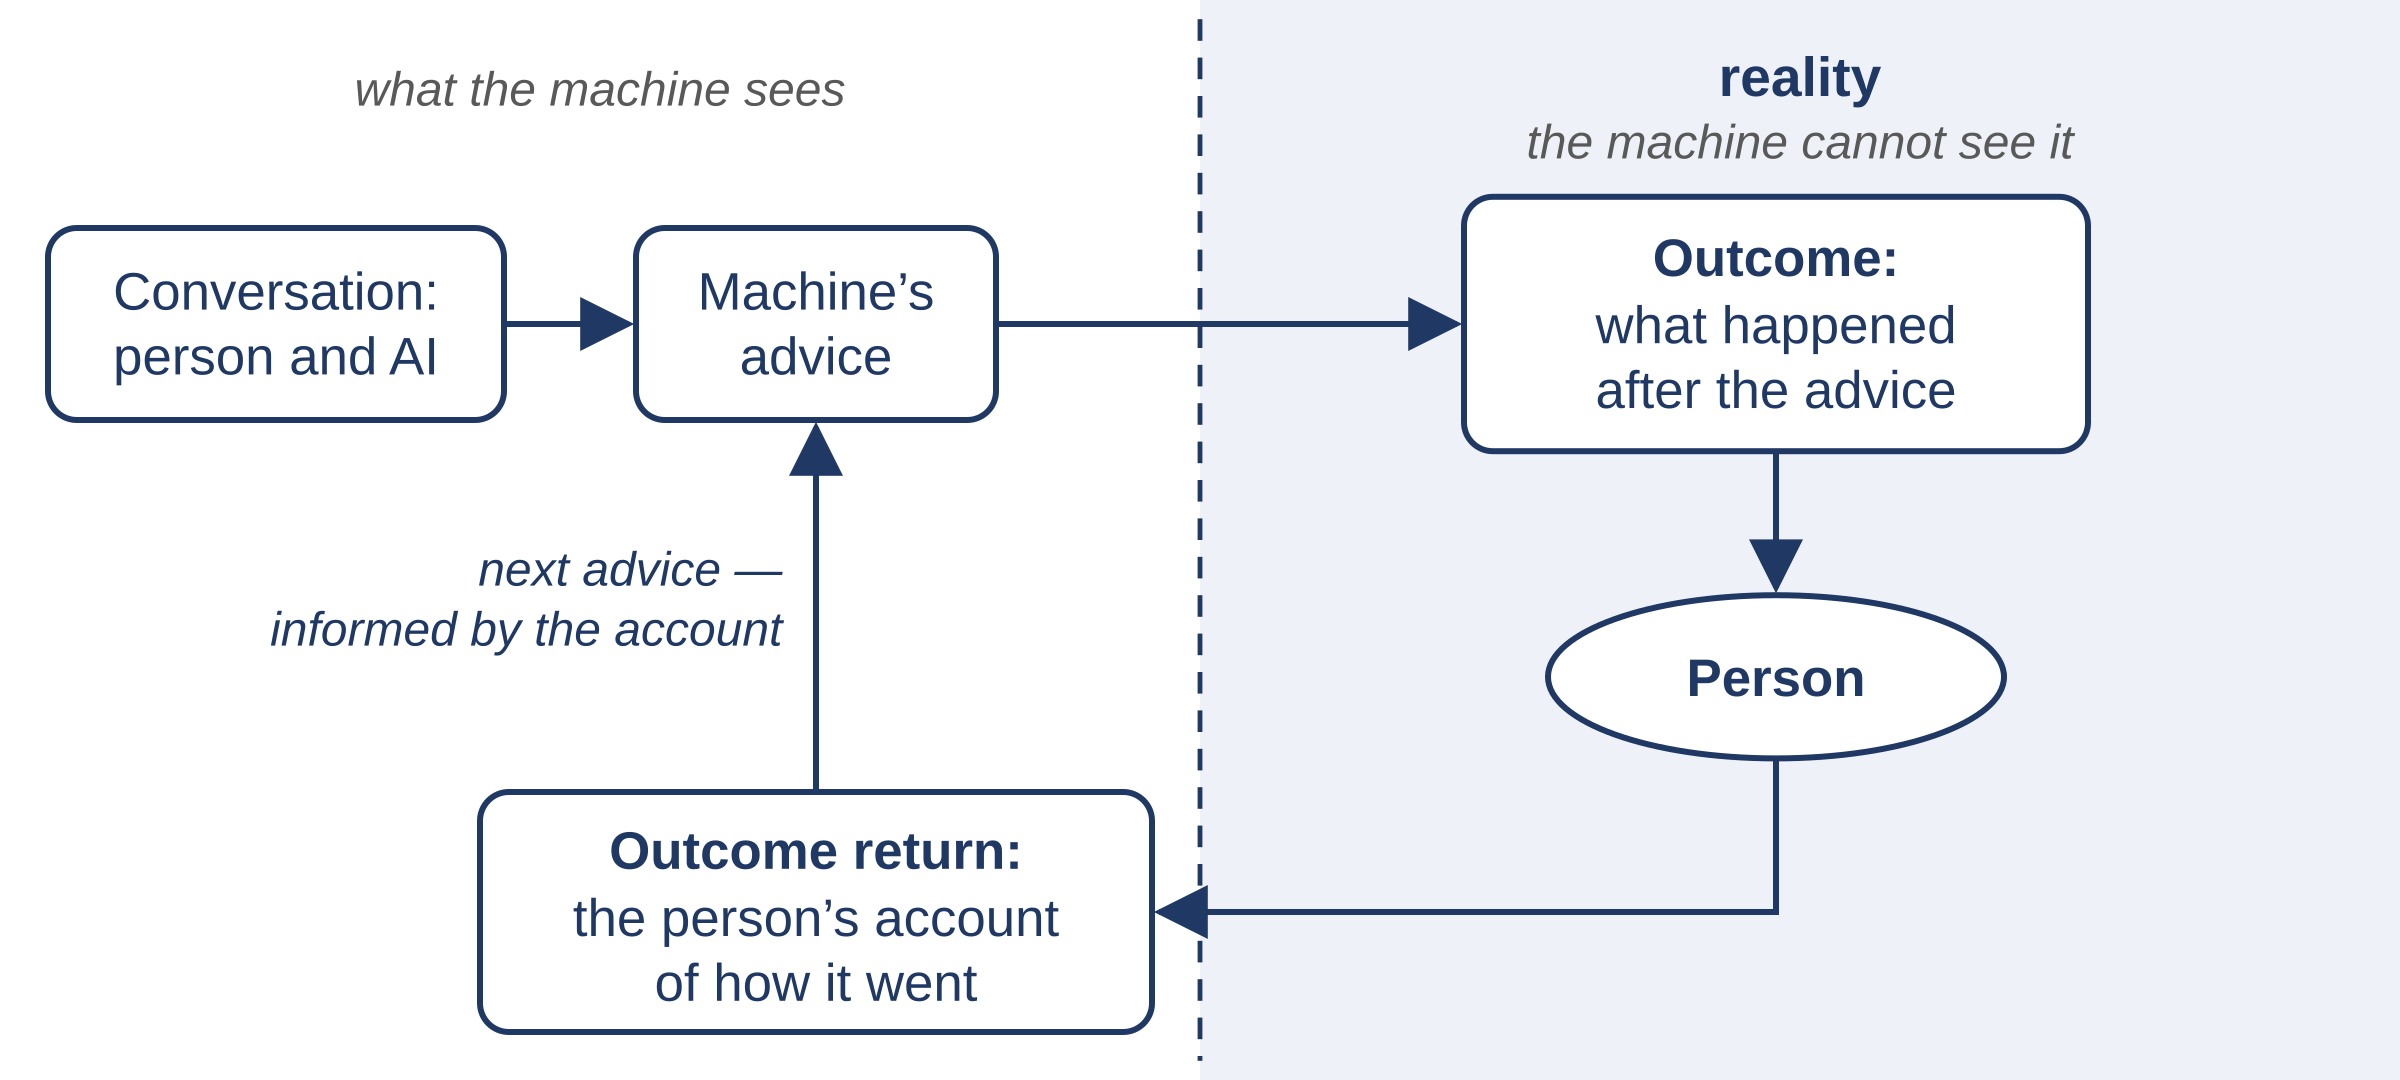 what the machine sees
reality
the machine cannot see it
Conversation:
person and AI
Machine’s
advice
Outcome:
what happened
after the advice
next advice —
informed by the account
Person
Outcome return:
the person’s account
of how it went